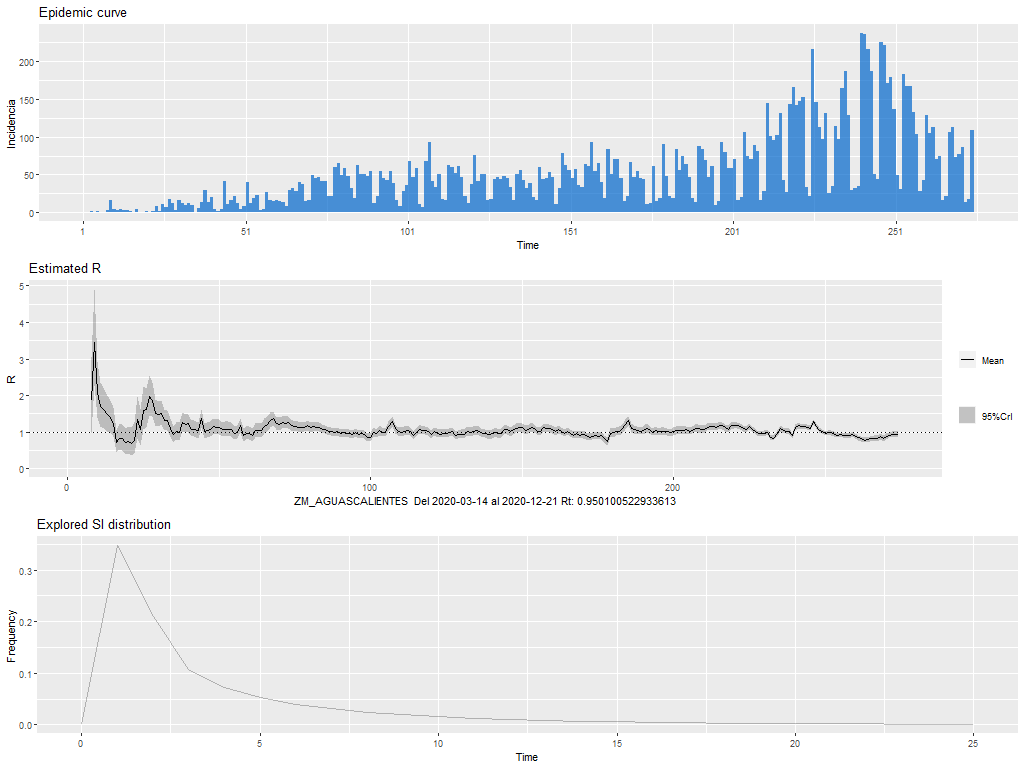 Epidemic curve
200
150
100
50
0
Incidencia
1 51 101 151 201 251
Time
Estimated R
5
4
3
2
1
0
R
Mean
95%CrI
0 100 200
ZM_AGUASCALIENTES Del 2020-03-14 al 2020-12-21 Rt: 0.950100522933613
Explored SI distribution
0.3
0.2
0.1
0.0
Frequency
0 5 10 15 20 25
Time